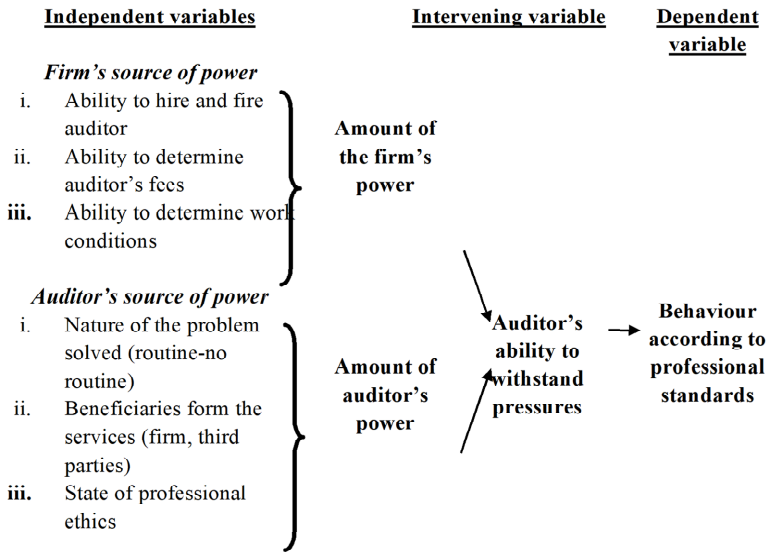 Independent variables
Intervening variable
Dependent
variable
Firm's source of power
i. Ability to hire and fire
auditor
ii. Ability to determine
auditor's fees
iii. Ability to determine work
conditions
Amount of
the firm's
power
Auditor's source of power
i. Nature of the problem
solved (routine-no
routine)
ii. Beneficiaries form the
services (firm, third
parties)
iii. State of professional
ethics
Amount of
auditor's
power
Auditor's
ability to
withstand
pressures
Behaviour
according to
professional
standards